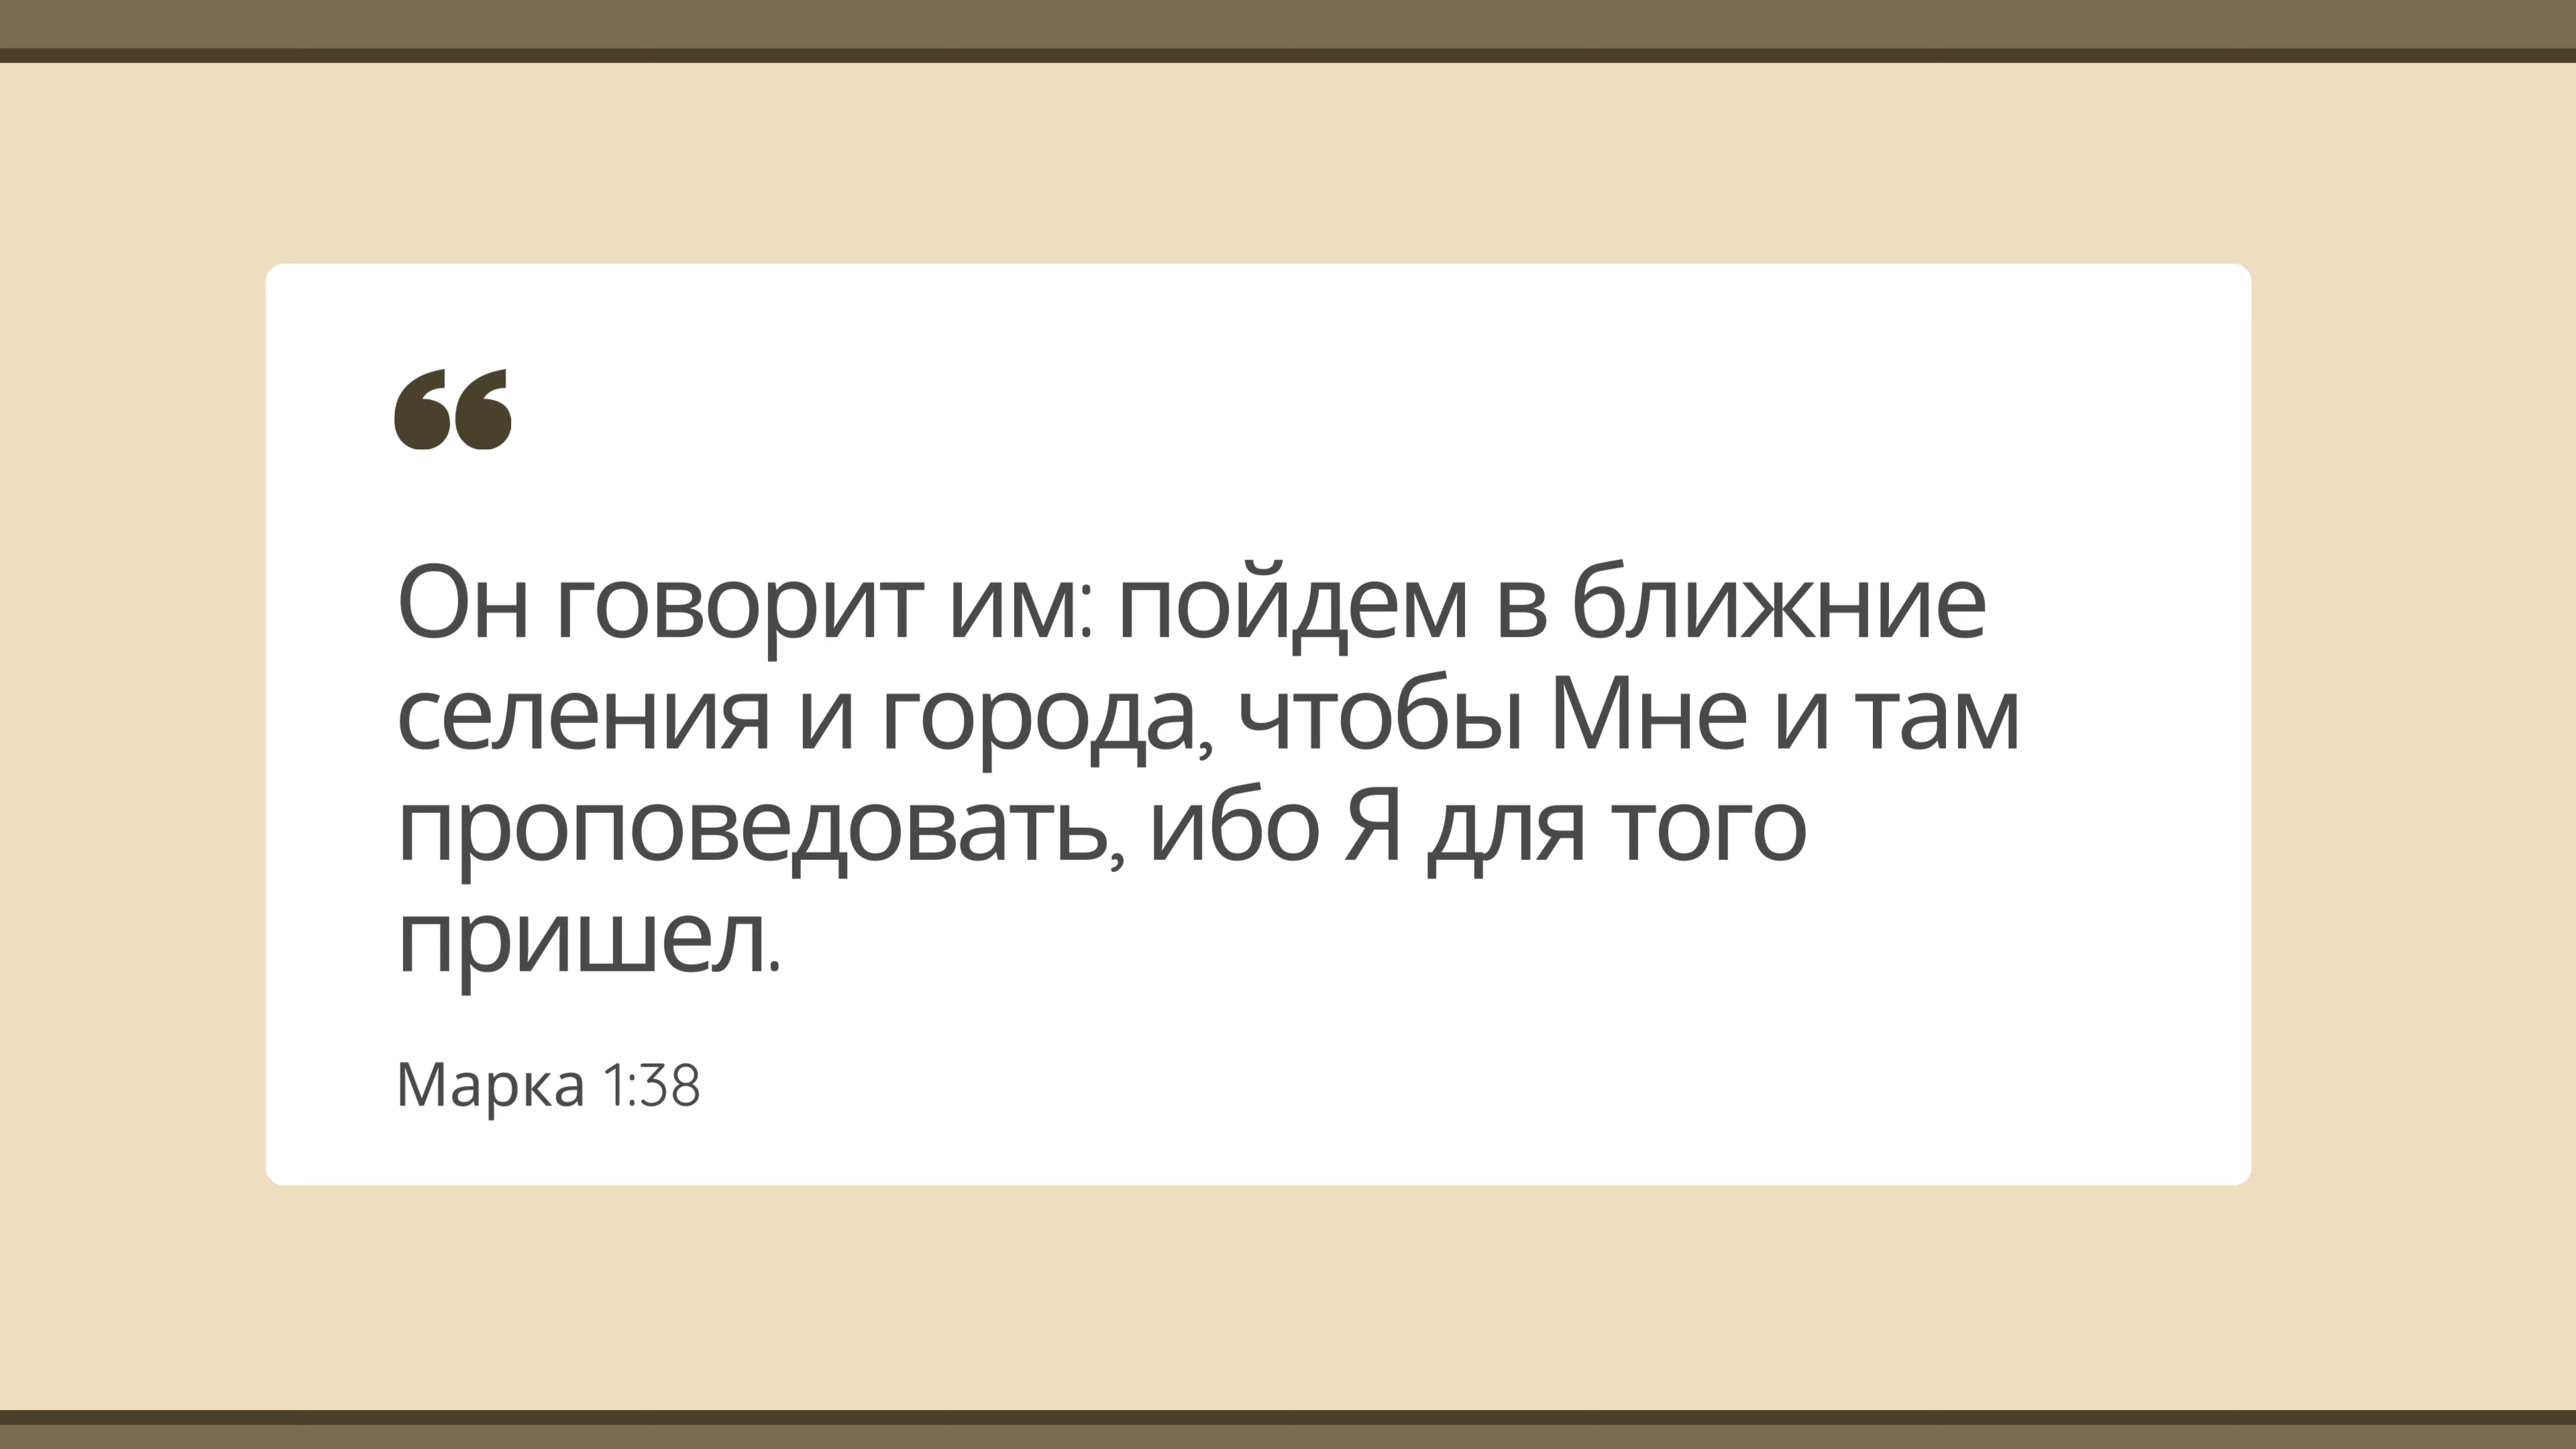 “
Он говорит им: пойдем в ближние
селения и города, чтобы Мне и там
проповедовать, ибо Я для того
пришел.
Марка 1:38